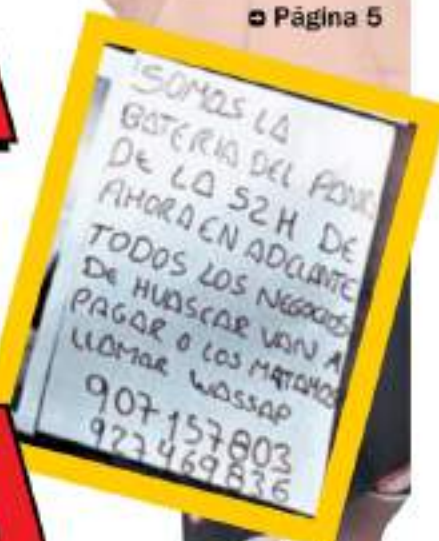 Página 5
SOMOS LA
BATERIA DEL
DE LA S2H DE
AHORA EN ADELANTE
TODOS LOS NEGOCIOS
DE HUASCAR VAN A
PAGAR O LOS MATAMOS
LLAMAR WASSAP
907157803
927469836